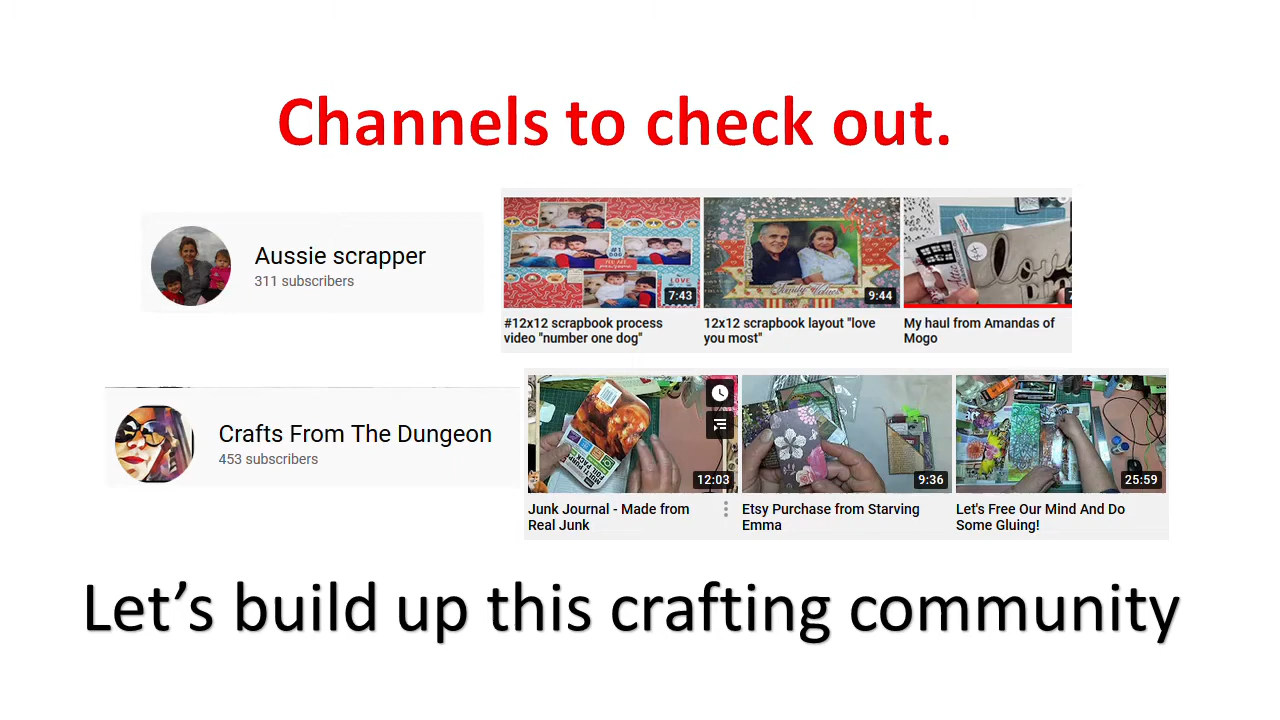 Channels to check out.
Aussie scrapper
311 subscribers
7:43
9:44
#12x12 scrapbook process
video "number one dog"
12x12 scrapbook layout "love
you most"
My haul from Amandas of
Mogo
Crafts From The Dungeon
453 subscribers
12:03
9:36
25:59
Junk Journal - Made from
Real Junk
Etsy Purchase from Starving
Emma
Let's Free Our Mind And Do
Some Gluing!
Let’s build up this crafting community